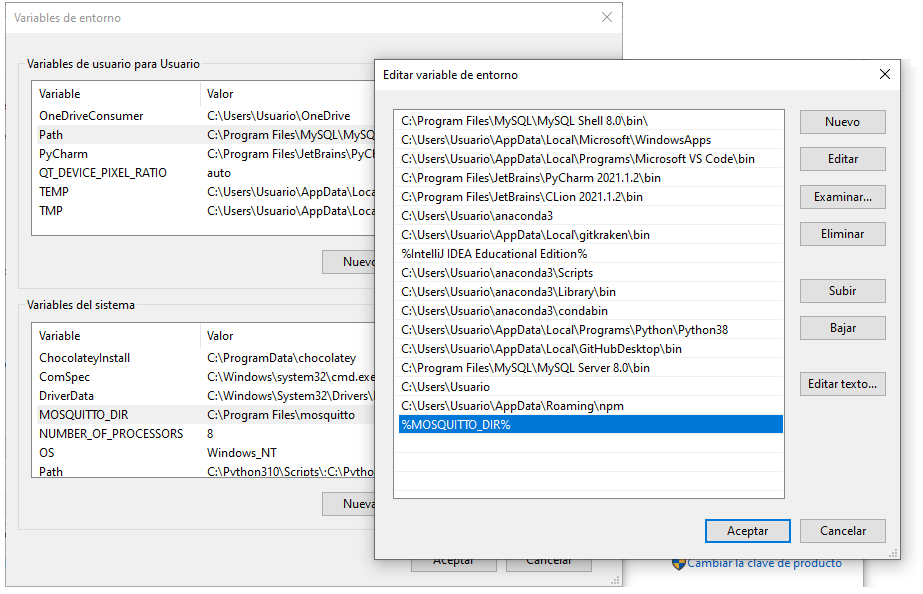 Variables de entorno
Variables de usuario para Usuario
Variable Valor
OneDriveConsumer C:\Users\Usuario\OneDrive
Path C:\Program Files\MySQL\MySQ
PyCharm C:\Program Files\JetBrains\PyCh
QT_DEVICE_PIXEL_RATIO auto
TEMP C:\Users\Usuario\AppData\Loca
TMP C:\Users\Usuario\AppData\Loca
Nuevo
Variables del sistema
Variable Valor
ChocolateyInstall C:\ProgramData\chocolatey
ComSpec C:\Windows\system32\cmd.exe
DriverData C:\Windows\System32\Drivers\
MOSQUITTO_DIR C:\Program Files\mosquitto
NUMBER_OF_PROCESSORS 8
OS Windows_NT
Path C:\Python310\Scripts\;C:\Pytho
Nueva
Aceptar Cancelar
Editar variable de entorno
C:\Program Files\MySQL\MySQL Shell 8.0\bin\
C:\Users\Usuario\AppData\Local\Microsoft\WindowsApps
C:\Users\Usuario\AppData\Local\Programs\Microsoft VS Code\bin
C:\Program Files\JetBrains\PyCharm 2021.1.2\bin
C:\Program Files\JetBrains\CLion 2021.1.2\bin
C:\Users\Usuario\anaconda3
C:\Users\Usuario\AppData\Local\gitkraken\bin
%IntelliJ IDEA Educational Edition%
C:\Users\Usuario\anaconda3\Scripts
C:\Users\Usuario\anaconda3\Library\bin
C:\Users\Usuario\anaconda3\condabin
C:\Users\Usuario\AppData\Local\Programs\Python\Python38
C:\Users\Usuario\AppData\Local\GitHubDesktop\bin
C:\Program Files\MySQL\MySQL Server 8.0\bin
C:\Users\Usuario
C:\Users\Usuario\AppData\Roaming\npm
%MOSQUITTO_DIR%
Nuevo
Editar
Examinar...
Eliminar
Subir
Bajar
Editar texto...
Aceptar Cancelar
Cambiar la clave de producto